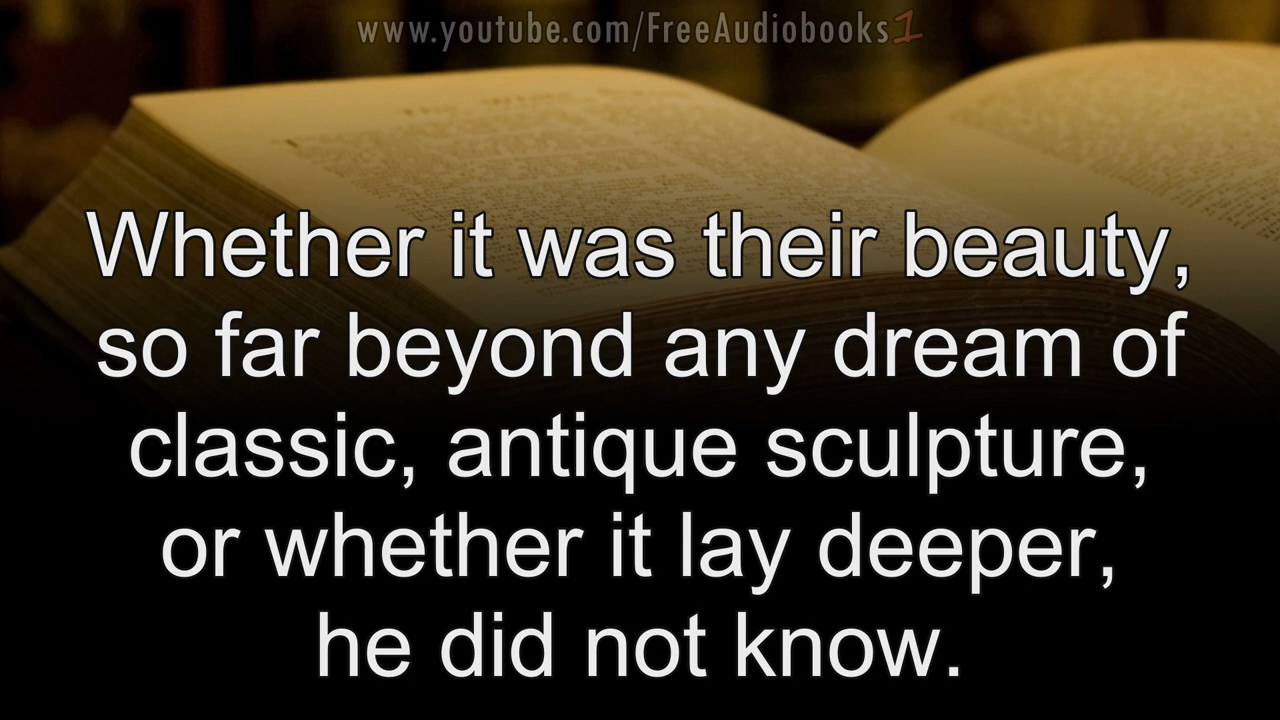 www.youtube.com/FreeAudiobooks1
Whether it was their beauty,
so far beyond any dream of
classic, antique sculpture,
or whether it lay deeper,
he did not know.